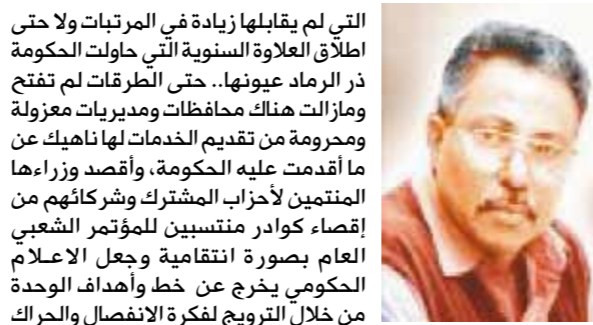 التي لم يقابلها زيادة في المرتبات ولا حتى
اطلاق العلاوة السنوية التي حاولت الحكومة
ذر الرماد عيونها.. حتى الطرقات لم تفتح
ومازالت هناك محافظات ومديريات معزولة
ومحرومة من تقديم الخدمات لها ناهيك عن
ما أقدمت عليه الحكومة، وأقصد وزراءها
المنتمين لأحزاب المشترك وشركائهم من
إقصاء كوادر منتسبين للمؤتمر الشعبي
العام بصورة انتقامية وجعل الاعـلام
الحكومي يخرج عن خط وأهداف الوحدة
من خلال الترويج لفكرة الانفصال والحراك